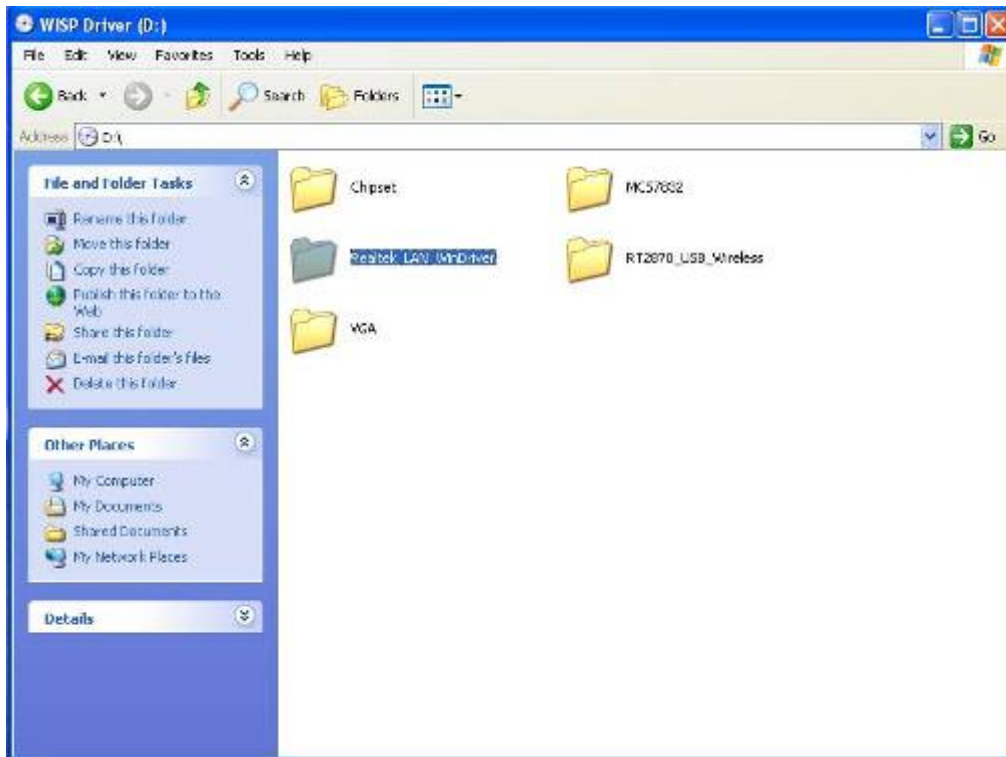 WISP Driver (D:)
File Edit View Favorites Tools Help
Back Search Folders
Address D:\ Go
File and Folder Tasks
Rename this folder
Move this folder
Copy this folder
Publish this folder to the
Web
Share this folder
E-mail this folder's files
Delete this folder
Other Places
My Computer
My Documents
Shared Documents
My Network Places
Details
Chipset
MCS7832
Realtek_LAN_WinDriver
RT2870_USB_Wireless
VGA